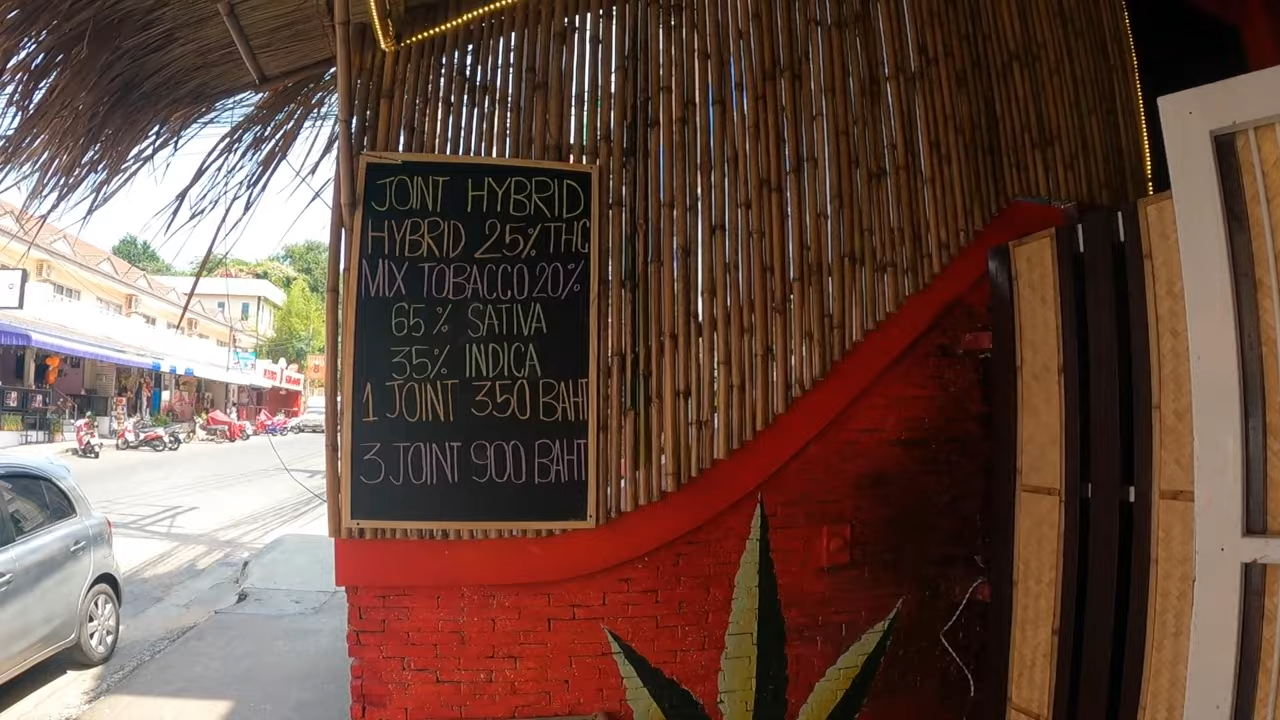 JOINT HYBRID
HYBRID 25% THC
MIX TOBACCO 20%
65% SATIVA
35% INDICA
1 JOINT 350 BAHT
3 JOINT 900 BAHT